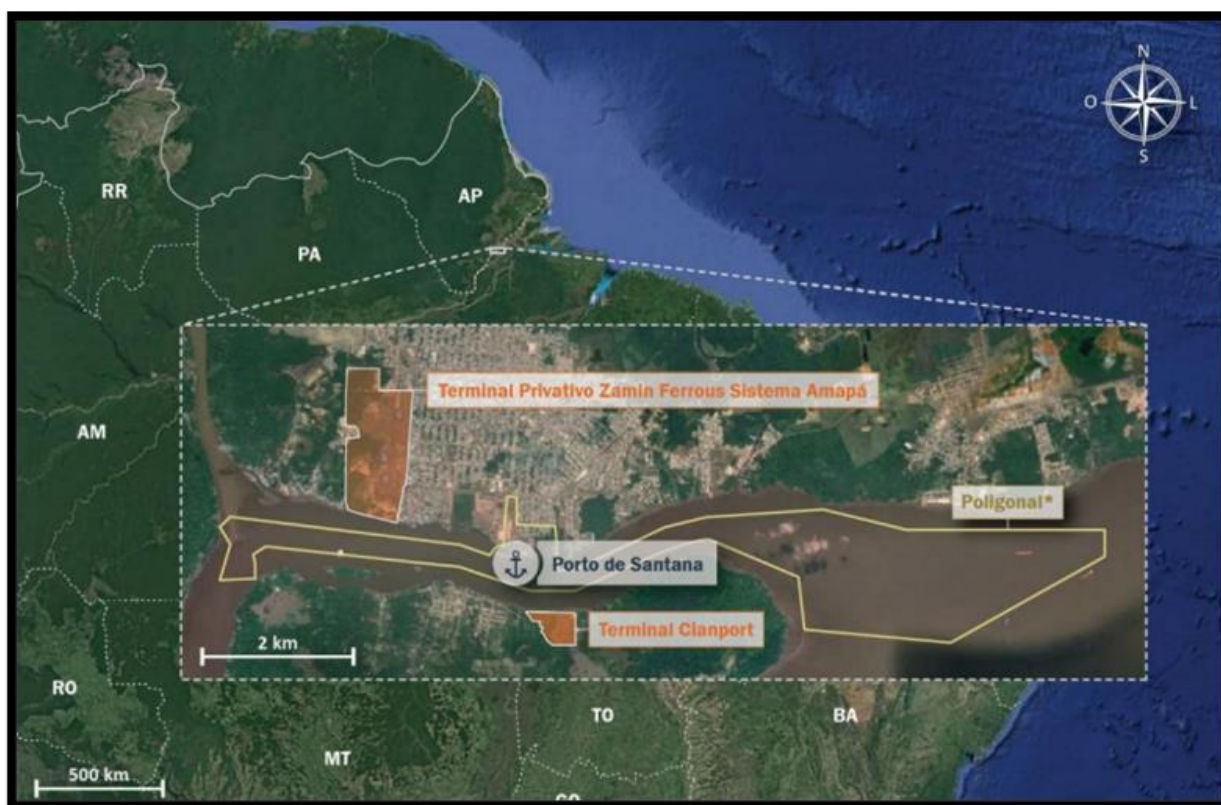 N
O
L
S
RR
AP
PA
AM
Terminal Privativo Zamin Ferrous Sistema Amapá
Poligonal*
Porto de Santana
Terminal Cianport
2 km
RO
TO
BA
MT
500 km